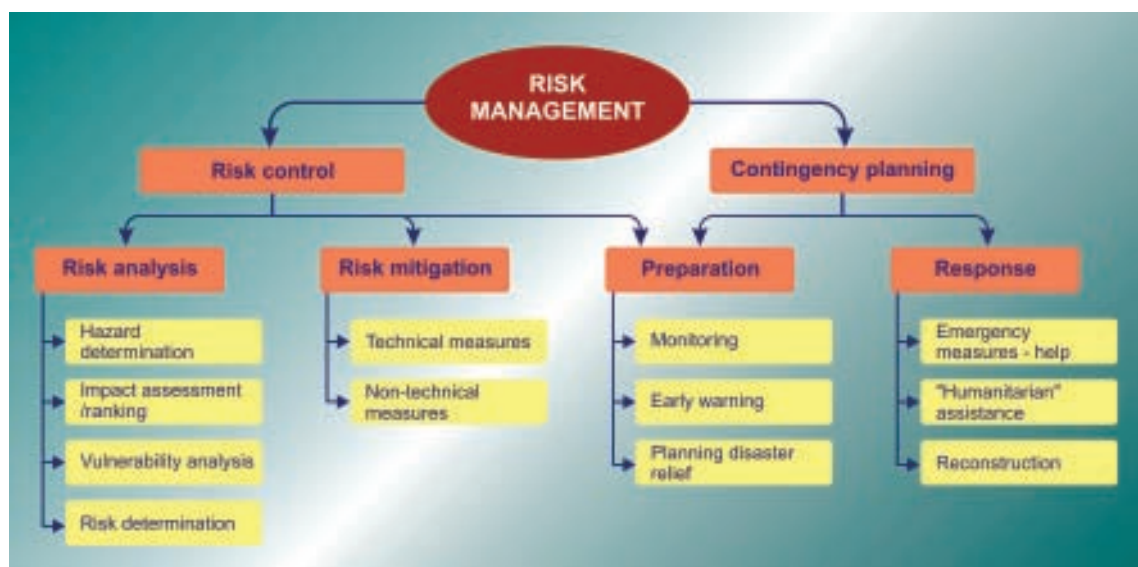 RISK
MANAGEMENT
Risk control
Contingency planning
Risk analysis
Risk mitigation
Preparation
Response
Hazard
determination
Impact assessment
/ranking
Vulnerability analysis
Risk determination
Technical measures
Non-technical
measures
Monitoring
Early warning
Planning disaster
relief
Emergency
measures - help
"Humanitarian"
assistance
Reconstruction